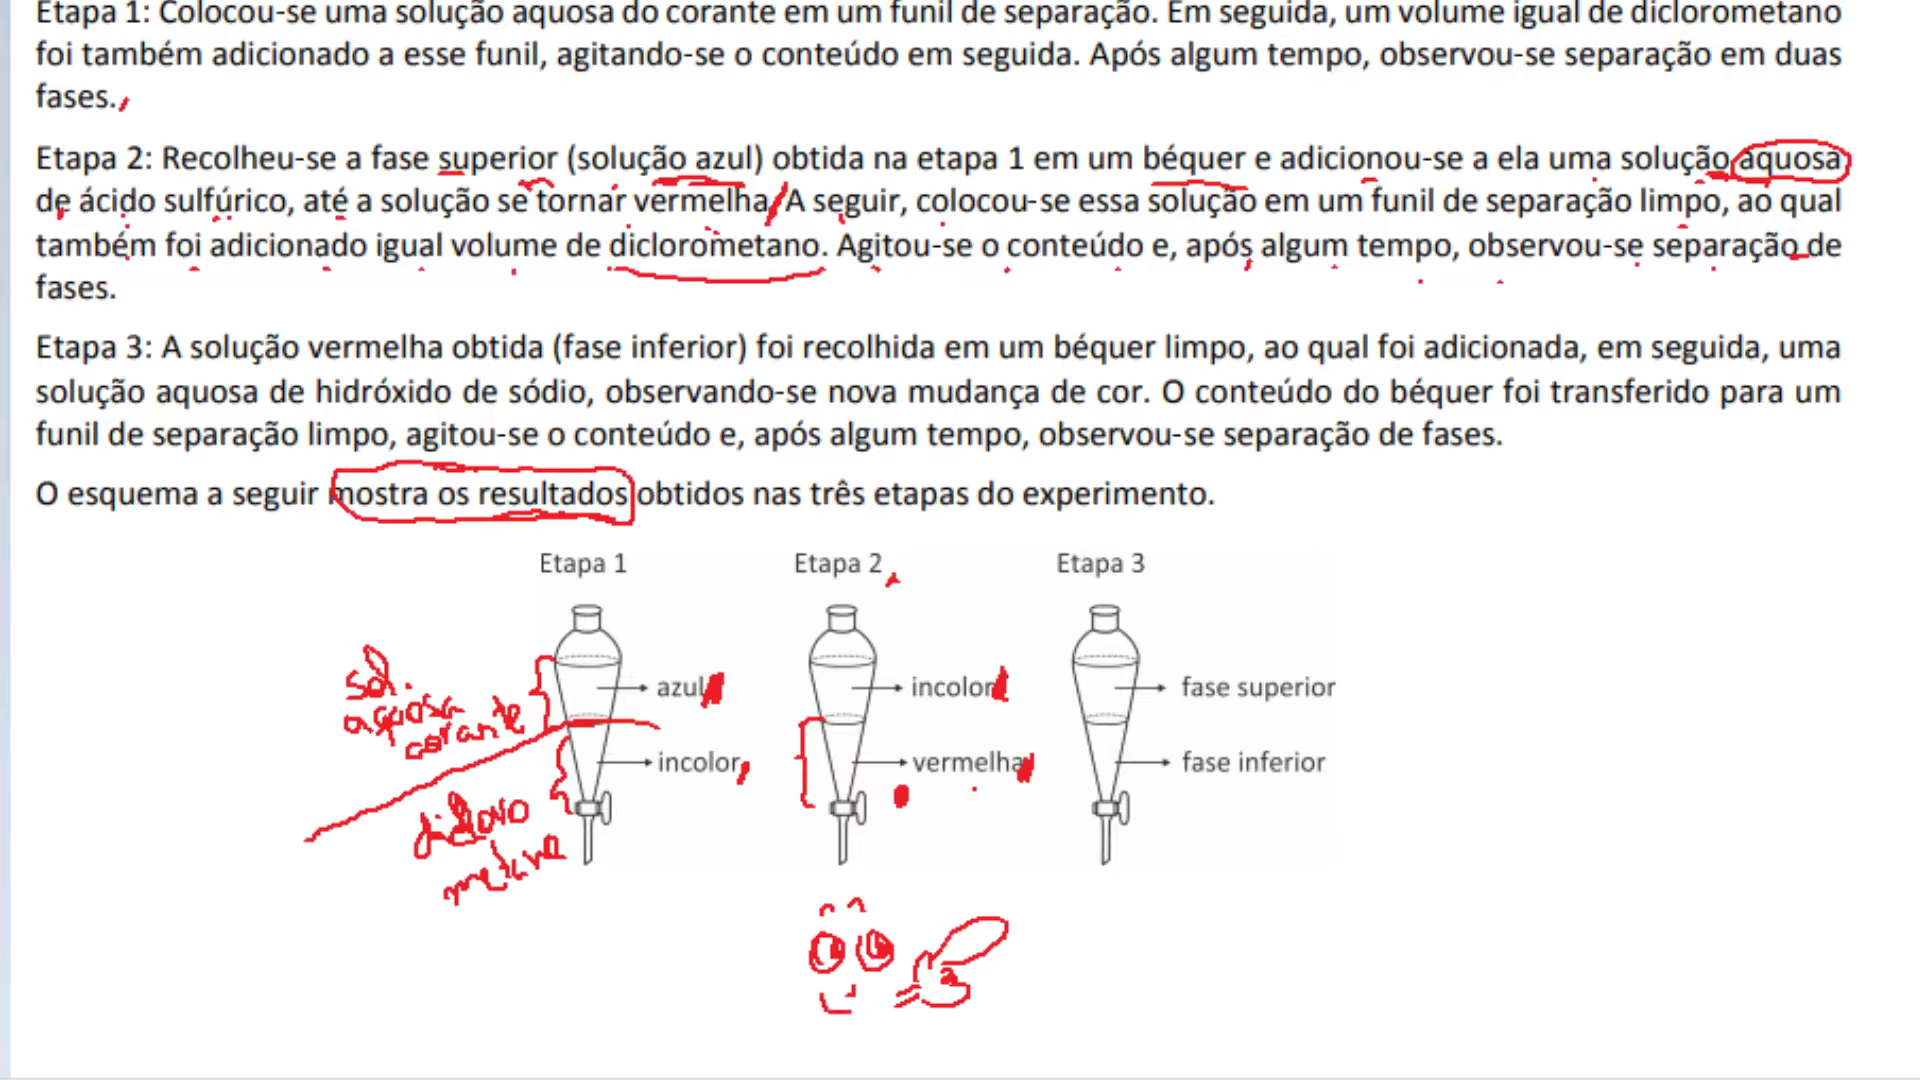 Etapa 1: Colocou-se uma solução aquosa do corante em um funil de separação. Em seguida, um volume igual de diclorometano
foi também adicionado a esse funil, agitando-se o conteúdo em seguida. Após algum tempo, observou-se separação em duas
fases.
Etapa 2: Recolheu-se a fase superior (solução azul) obtida na etapa 1 em um béquer e adicionou-se a ela uma solução aquosa
de ácido sulfúrico, até a solução se tornar vermelha. A seguir, colocou-se essa solução em um funil de separação limpo, ao qual
também foi adicionado igual volume de diclorometano. Agitou-se o conteúdo e, após algum tempo, observou-se separação de
fases.
Etapa 3: A solução vermelha obtida (fase inferior) foi recolhida em um béquer limpo, ao qual foi adicionada, em seguida, uma
solução aquosa de hidróxido de sódio, observando-se nova mudança de cor. O conteúdo do béquer foi transferido para um
funil de separação limpo, agitou-se o conteúdo e, após algum tempo, observou-se separação de fases.
O esquema a seguir mostra os resultados obtidos nas três etapas do experimento.
Etapa 1 Etapa 2 Etapa 3
azul incolor fase superior
Sol.
aquosa
corante
incolor vermelha fase inferior